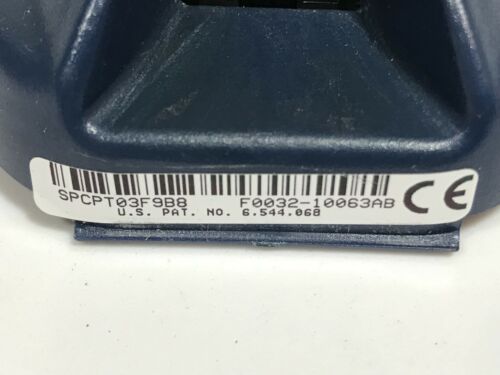 SPCPT03F9B8 F0032-10063AB CE
U.S. PAT. NO. 6.544.068